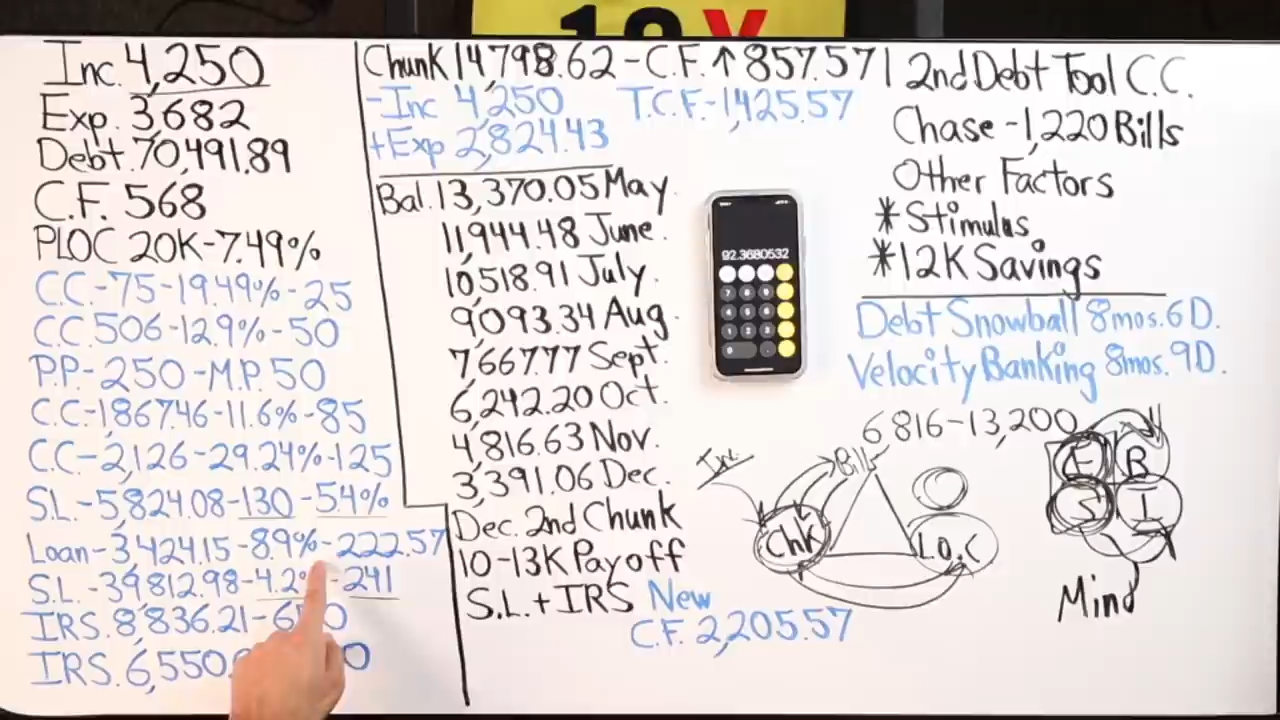 Inc. 4,250
Exp. 3,682
Debt. 70,491.89
C.F. 568
PLOC 20K-7.49%
C.C.-75-19.49%-25
C.C. 506-12.9%-50
P.P.-250-M.P. 50
C.C.-1,867.46-11.6%-85
C.C.-2,126-29.24%-125
S.L.-5,824.08-130-5.4%
Loan-3,424.15-8.9%-222.57
S.L.-39,812.98-4.2%-241
IRS. 8,836.21-
IRS. 6,550.
Chunk 14,798.62-C.F.↑857.57
-Inc 4,250 T.C.F.-1,425.57
+Exp 2,824.43
Bal. 13,370.05 May
11,944.48 June.
10,518.91 July.
9,093.34 Aug.
7,667.77 Sept.
6,242.20 Oct.
4,816.63 Nov.
3,391.06 Dec.
Dec. 2nd Chunk
10-13K Payoff
S.L.+IRS New
C.F. 2,205.57
92.3680532
2nd Debt Tool C.C.
Chase-1,220 Bills
Other Factors
*Stimulus
*12K Savings
Debt Snowball 8mos. 6D.
Velocity Banking 8mos. 9D.
6,816-13,200
Inc
Bills
Chk
L.O.C
E B
S I
Mind